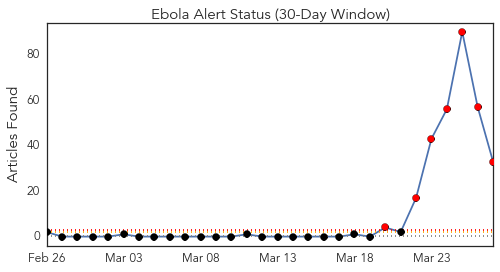 Ebola Alert Status (30-Day Window)
Articles Found
80
60
40
20
0
Feb 26
Mar 03
Mar 08
Mar 13
Mar 18
Mar 23